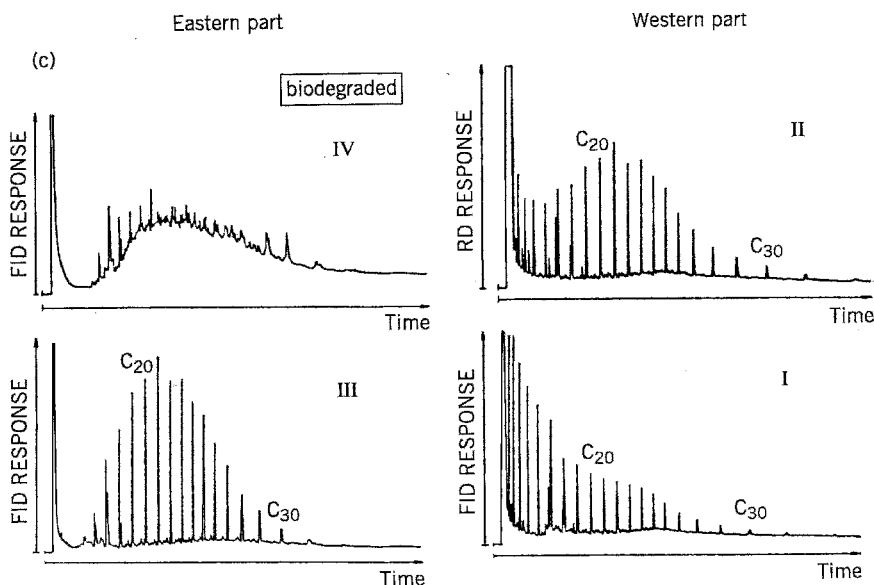 Eastern part
Western part
(c)
biodegraded
IV
FID RESPONSE
Time
II
C20
C30
RD RESPONSE
Time
III
C20
C30
FID RESPONSE
Time
I
C20
C30
FID RESPONSE
Time